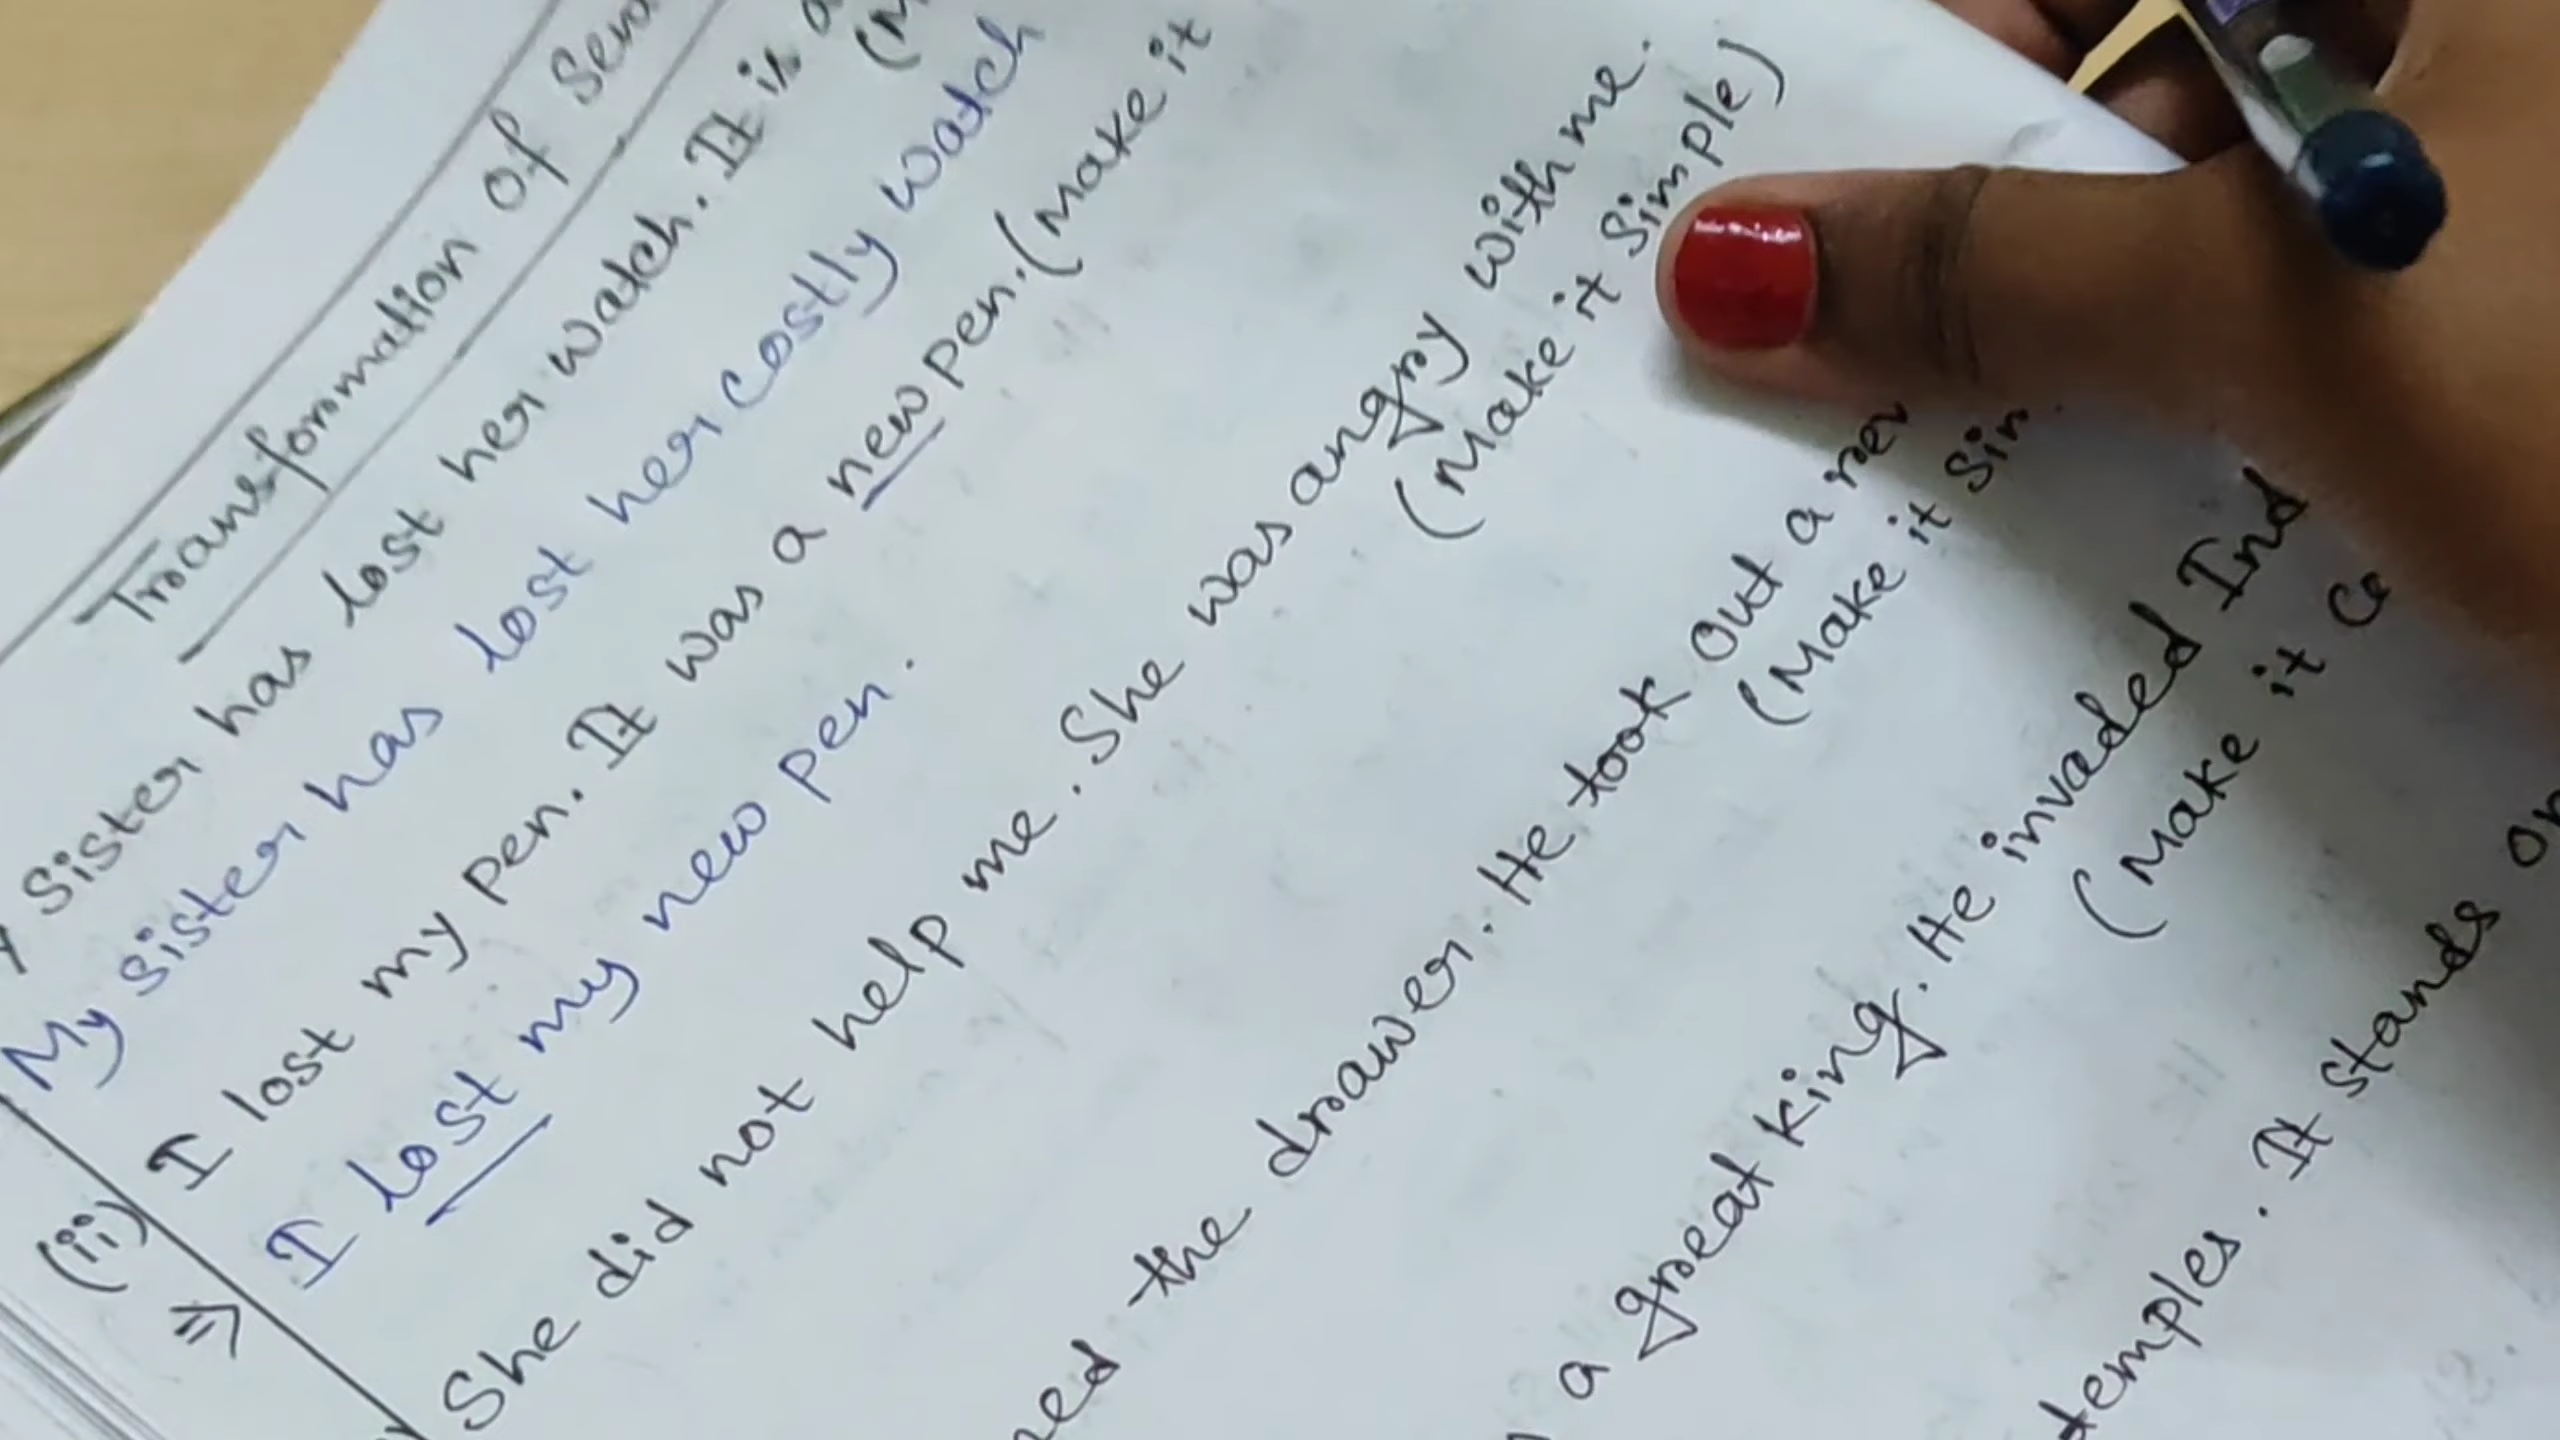 Transformation Of
Sister has lost her watch. It is
My sister has lost her costly watch
(ii) I lost my pen. It was a new pen. (Make it
⇒ I lost my new pen.
She did not help me. She was angry with me.
(Make it Simple)
the drawer. He took Out a
(Make it
a great king. He invaded
(Make it
temples. It stands